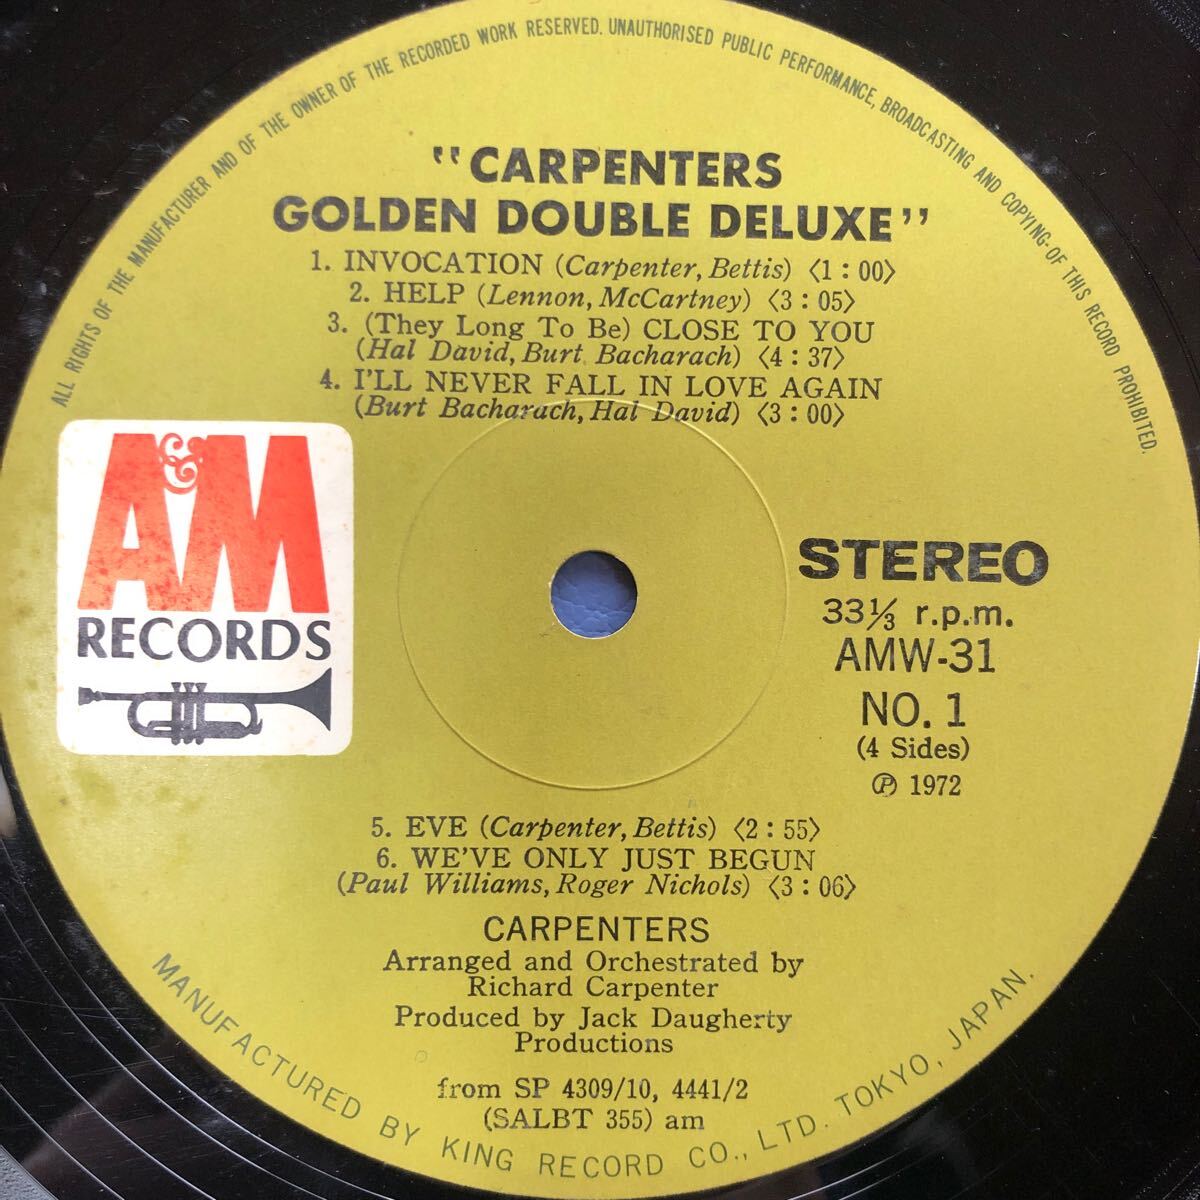 ALL RIGHTS OF THE MANUFACTURER AND OF THE OWNER OF THE RECORDED WORK RESERVED. UNAUTHORISED PUBLIC PERFORMANCE, BROADCASTING AND COPYING-OF THIS RECORD PROHIBITED.
"CARPENTERS
GOLDEN DOUBLE DELUXE"
1. INVOCATION (Carpenter, Bettis) 〈1 : 00〉
2. HELP (Lennon, McCartney) 〈3 : 05〉
3. (They Long To Be) CLOSE TO YOU
(Hal David, Burt Bacharach) 〈4 : 37〉
4. I'LL NEVER FALL IN LOVE AGAIN
(Burt Bacharach, Hal David) 〈3 : 00〉
A&M
RECORDS
STEREO
33⅓ r.p.m.
AMW-31
NO. 1
(4 Sides)
Ⓟ 1972
5. EVE (Carpenter, Bettis) 〈2 : 55〉
6. WE'VE ONLY JUST BEGUN
(Paul Williams, Roger Nichols) 〈3 : 06〉
CARPENTERS
Arranged and Orchestrated by
Richard Carpenter
Produced by Jack Daugherty
Productions
from SP 4309/10, 4441/2
(SALBT 355) am
MANUFACTURED BY KING RECORD CO., LTD. TOKYO, JAPAN.